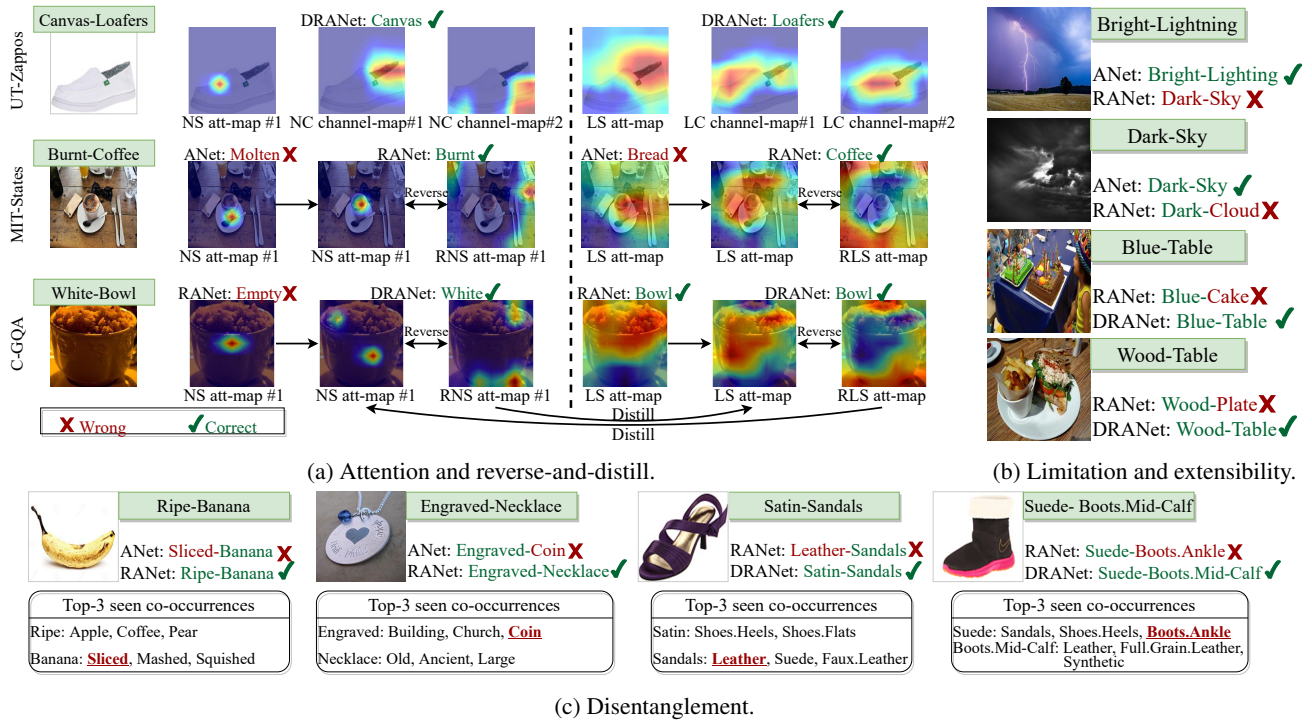 Canvas-Loafers
DRANet: Canvas
DRANet: Loafers
UT-Zappos
NS att-map #1
NC channel-map#1
NC channel-map#2
LS att-map
LC channel-map#1
LC channel-map#2
Burnt-Coffee
ANet: Molten
RANet: Burnt
ANet: Bread
RANet: Coffee
MIT-States
Reverse
Reverse
NS att-map #1
NS att-map #1
RNS att-map #1
LS att-map
LS att-map
RLS att-map
White-Bowl
RANet: Empty
DRANet: White
RANet: Bowl
DRANet: Bowl
C-GQA
Reverse
Reverse
NS att-map #1
NS att-map #1
RNS att-map #1
LS att-map
LS att-map
RLS att-map
Distill
Distill
X Wrong
Correct
(a) Attention and reverse-and-distill.
Bright-Lightning
ANet: Bright-Lighting
RANet: Dark-Sky
Dark-Sky
ANet: Dark-Sky
RANet: Dark-Cloud
Blue-Table
RANet: Blue-Cake
DRANet: Blue-Table
Wood-Table
RANet: Wood-Plate
DRANet: Wood-Table
(b) Limitation and extensibility.
Ripe-Banana
ANet: Sliced-Banana
RANet: Ripe-Banana
Top-3 seen co-occurrences
Ripe: Apple, Coffee, Pear
Banana: Sliced, Mashed, Squished
Engraved-Necklace
ANet: Engraved-Coin
RANet: Engraved-Necklace
Top-3 seen co-occurrences
Engraved: Building, Church, Coin
Necklace: Old, Ancient, Large
Satin-Sandals
RANet: Leather-Sandals
DRANet: Satin-Sandals
Top-3 seen co-occurrences
Satin: Shoes.Heels, Shoes.Flats
Sandals: Leather, Suede, Faux.Leather
Suede- Boots.Mid-Calf
RANet: Suede-Boots.Ankle
DRANet: Suede-Boots.Mid-Calf
Top-3 seen co-occurrences
Suede: Sandals, Shoes.Heels, Boots.Ankle
Boots.Mid-Calf: Leather, Full.Grain.Leather,
Synthetic
(c) Disentanglement.